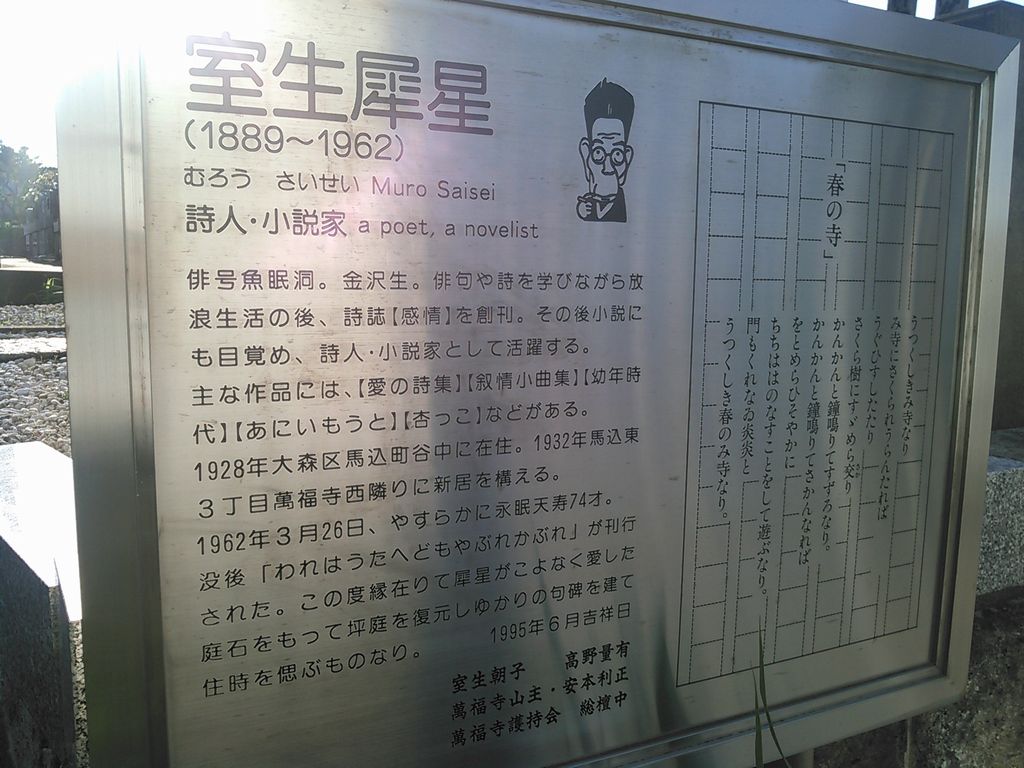 室生犀星
(1889〜1962)
むろう さいせい Muro Saisei
詩人・小説家 a poet, a novelist
俳号魚眠洞。金沢生。俳句や詩を学びながら放
浪生活の後、詩誌【感情】を創刊。その後小説に
も目覚め、詩人・小説家として活躍する。
主な作品には、【愛の詩集】【叙情小曲集】【幼年時
代】【あにいもうと】【杏っこ】などがある。
1928年大森区馬込町谷中に在住。1932年馬込東
3丁目萬福寺西隣りに新居を構える。
1962年3月26日、やすらかに永眠天寿74才。
没後「われはうたへどもやぶれかぶれ」が刊行
された。この度縁在りて犀星がこよなく愛した
庭石をもって坪庭を復元しゆかりの句碑を建て
住時を偲ぶものなり。
1995年6月吉祥日
室生朝子 高野量有
萬福寺山主・安本利正
萬福寺護持会 総檀中
「春の寺」
うつくしきみ寺なり
み寺にさくられうらんたれば
うぐひすしたたり
さくら樹にすゞめら交り
かんかんと鐘鳴りてすずろなり。
かんかんと鐘鳴りてさかんなれば
をとめらひそやかに
ちちははのなすことをして遊ぶなり。
門もくれなゐ炎炎と
うつくしき春のみ寺なり。